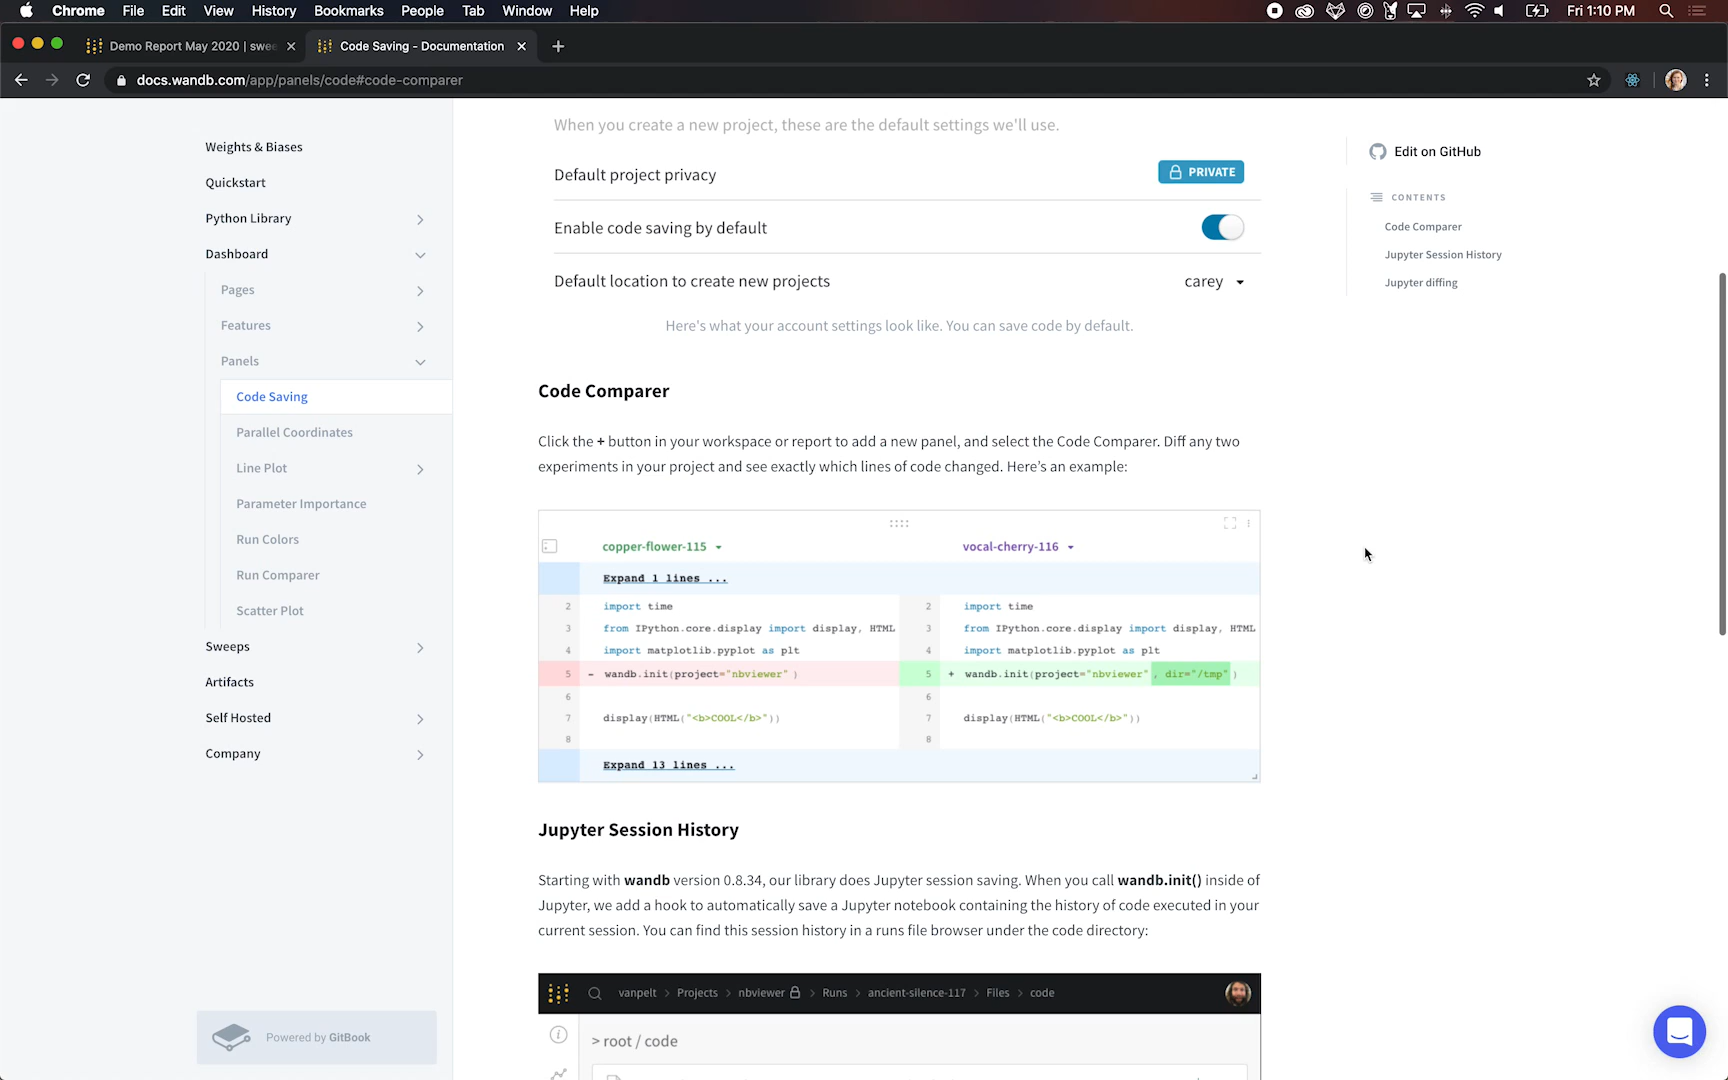 Chrome File Edit View History Bookmarks People Tab Window Help
Fri 1:10 PM
Demo Report May 2020 | swee
Code Saving - Documentation
docs.wandb.com/app/panels/code#code-comparer
Weights & Biases
Quickstart
Python Library
Dashboard
Pages
Features
Panels
Code Saving
Parallel Coordinates
Line Plot
Parameter Importance
Run Colors
Run Comparer
Scatter Plot
Sweeps
Artifacts
Self Hosted
Company
Powered by GitBook
When you create a new project, these are the default settings we'll use.
Default project privacy
PRIVATE
Enable code saving by default
Default location to create new projects
carey
Here's what your account settings look like. You can save code by default.
Code Comparer
Click the + button in your workspace or report to add a new panel, and select the Code Comparer. Diff any two
experiments in your project and see exactly which lines of code changed. Here's an example:
copper-flower-115
vocal-cherry-116
Expand 1 lines ...
2 import time
2 import time
3 from IPython.core.display import display, HTML
3 from IPython.core.display import display, HTML
4 import matplotlib.pyplot as plt
4 import matplotlib.pyplot as plt
5 - wandb.init(project="nbviewer" )
5 + wandb.init(project="nbviewer", dir="/tmp")
6
6
7 display(HTML("<b>COOL</b>"))
7 display(HTML("<b>COOL</b>"))
8
8
Expand 13 lines ...
Jupyter Session History
Starting with wandb version 0.8.34, our library does Jupyter session saving. When you call wandb.init() inside of
Jupyter, we add a hook to automatically save a Jupyter notebook containing the history of code executed in your
current session. You can find this session history in a runs file browser under the code directory:
vanpelt > Projects > nbviewer > Runs > ancient-silence-117 > Files > code
> root / code
Edit on GitHub
CONTENTS
Code Comparer
Jupyter Session History
Jupyter diffing